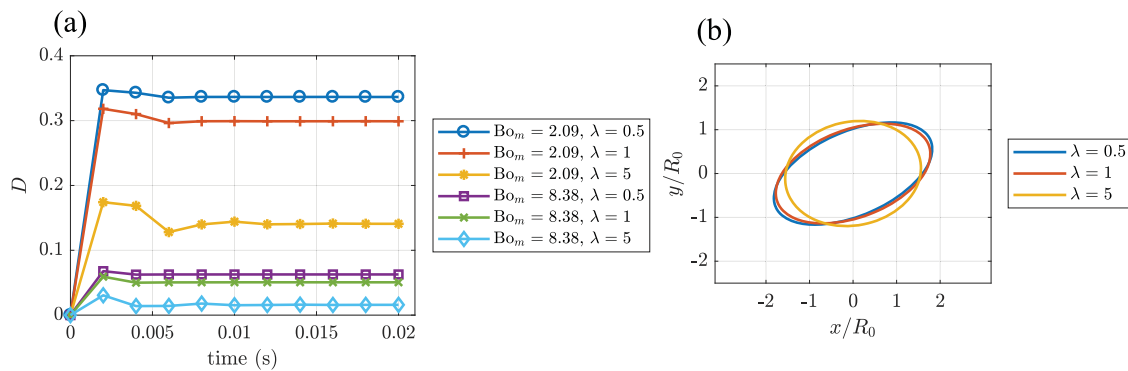 (a)
0.4
0.3
0.2
0.1
0
D
0
0.005
0.01
0.015
0.02
time (s)
Bo_m = 2.09, λ = 0.5
Bo_m = 2.09, λ = 1
Bo_m = 2.09, λ = 5
Bo_m = 8.38, λ = 0.5
Bo_m = 8.38, λ = 1
Bo_m = 8.38, λ = 5
(b)
2
1
0
-1
-2
y/R_0
-2
-1
0
1
2
x/R_0
λ = 0.5
λ = 1
λ = 5